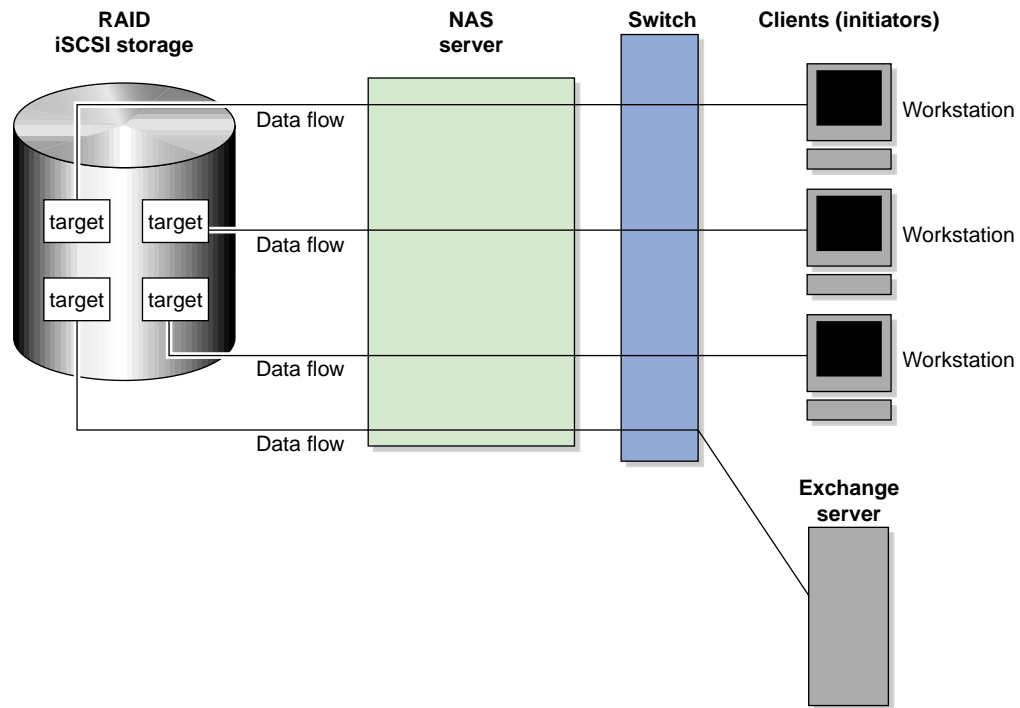 RAID
iSCSI storage
NAS
server
Switch
Clients (initiators)
Data flow
Workstation
target
target
Data flow
Workstation
target
target
Data flow
Workstation
Data flow
Exchange
server